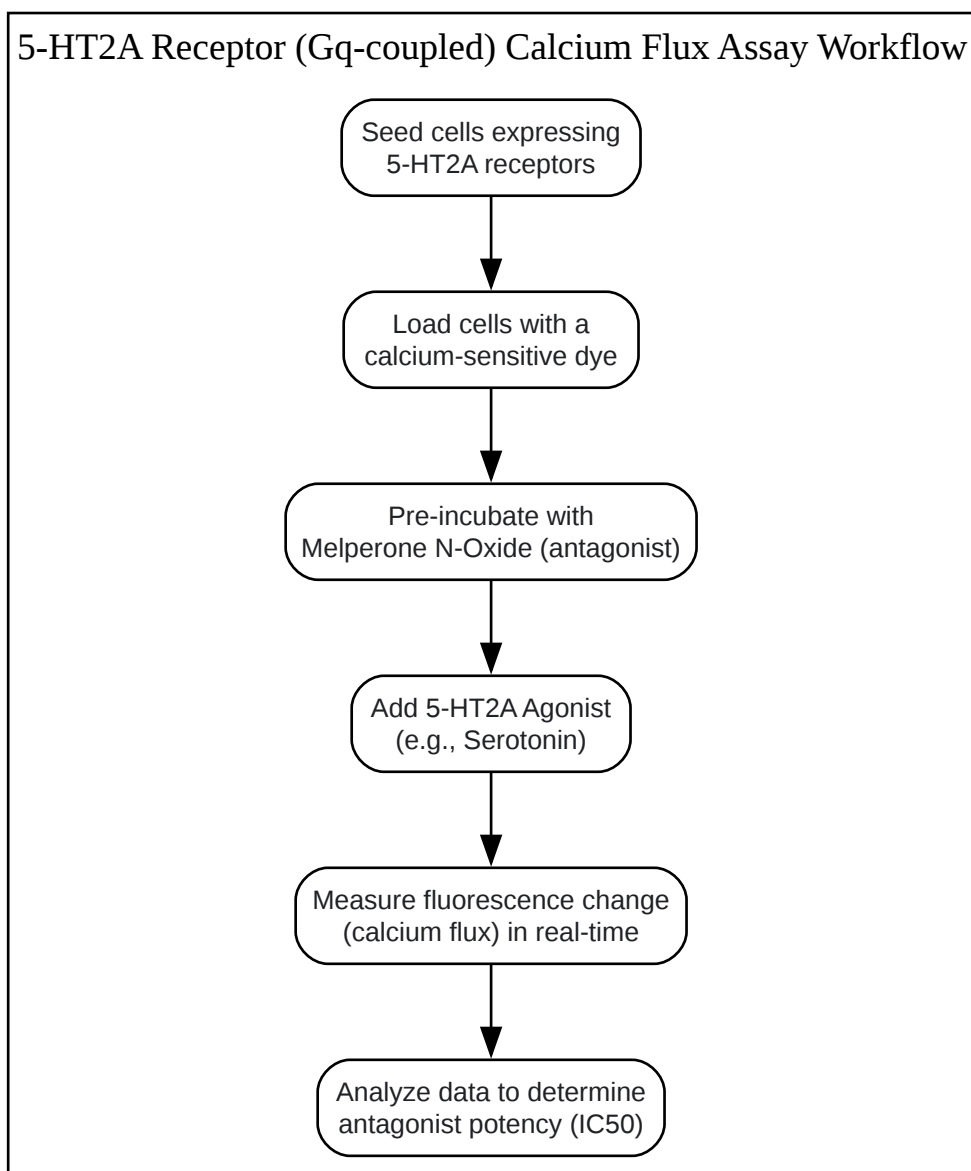 5-HT2A Receptor (Gq-coupled) Calcium Flux Assay Workflow
Seed cells expressing
5-HT2A receptors
Load cells with a
calcium-sensitive dye
Pre-incubate with
Melperone N-Oxide (antagonist)
Add 5-HT2A Agonist
(e.g., Serotonin)
Measure fluorescence change
(calcium flux) in real-time
Analyze data to determine
antagonist potency (IC50)